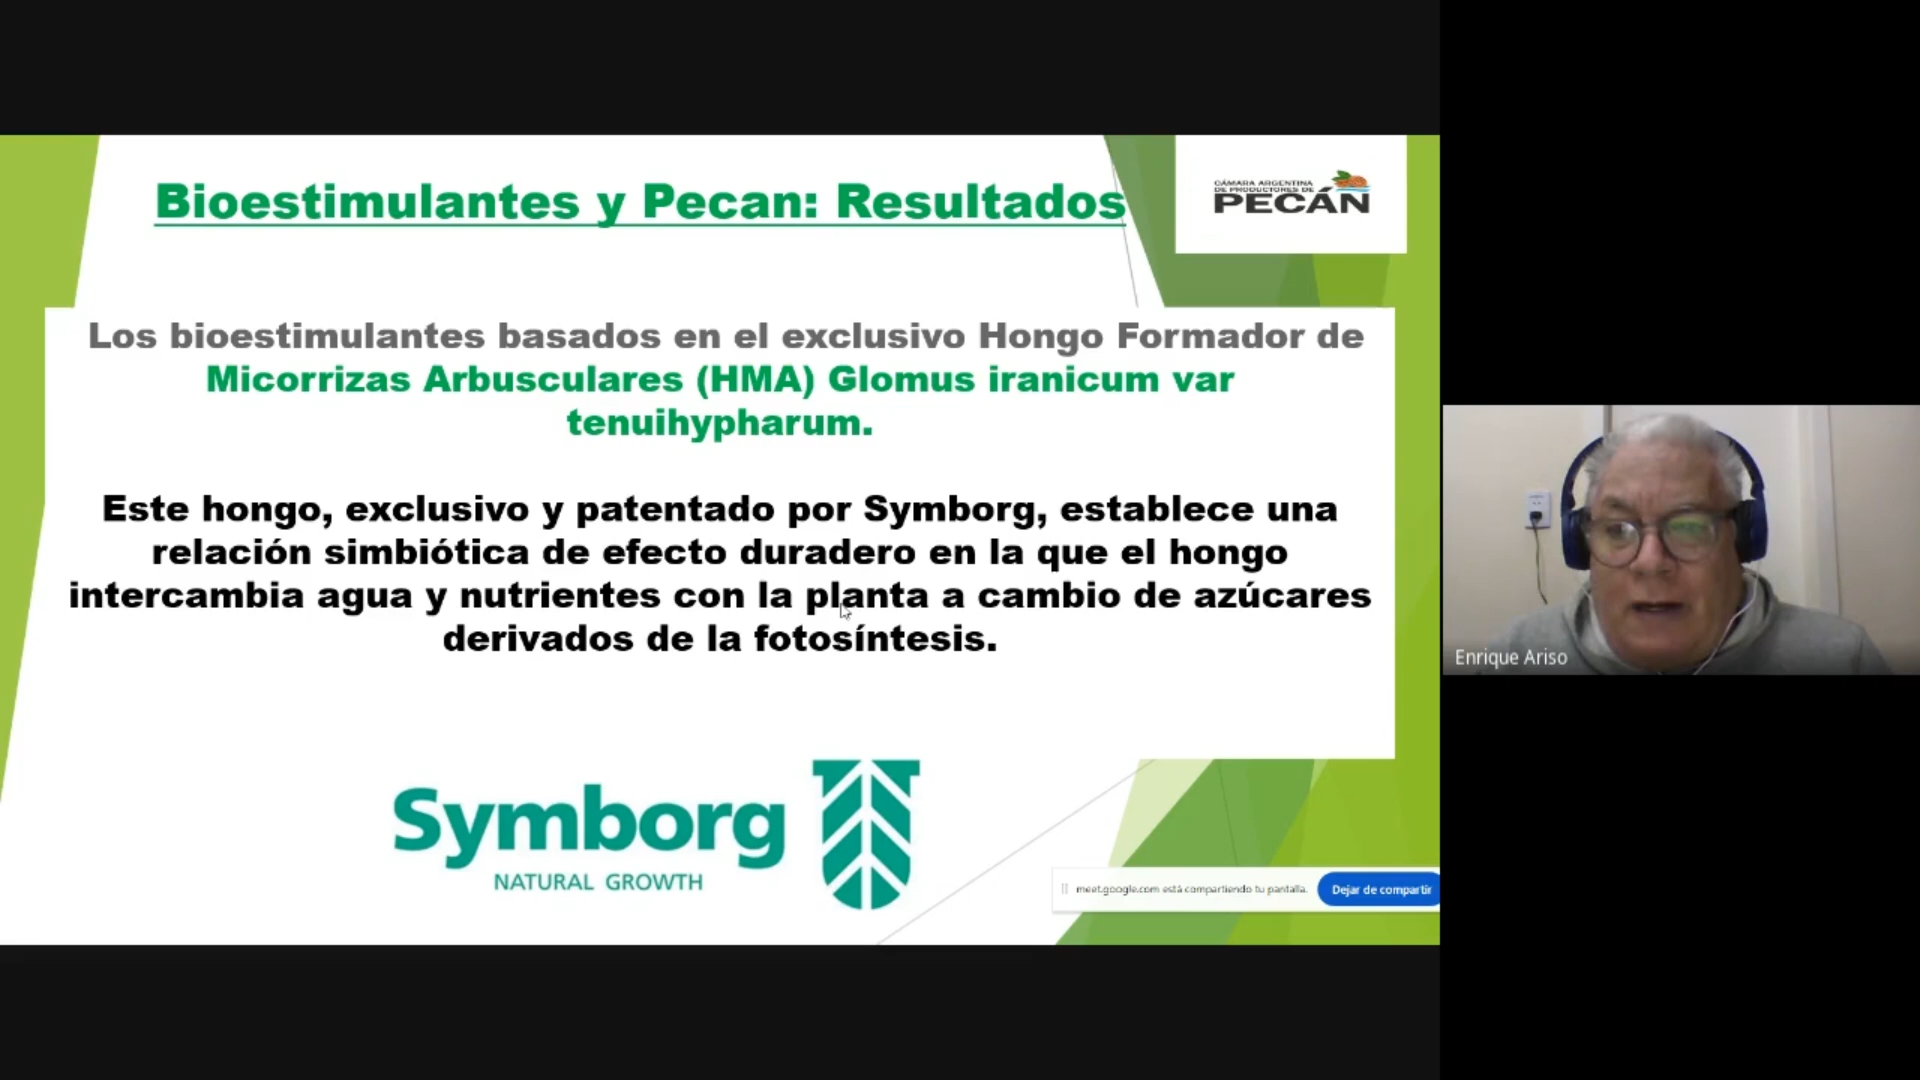 Bioestimulantes y Pecan: Resultados
CÁMARA ARGENTINA
DE PRODUCTORES DE
PECÁN
Los bioestimulantes basados en el exclusivo Hongo Formador de
Micorrizas Arbusculares (HMA) Glomus iranicum var
tenuihypharum.
Este hongo, exclusivo y patentado por Symborg, establece una
relación simbiótica de efecto duradero en la que el hongo
intercambia agua y nutrientes con la planta a cambio de azúcares
derivados de la fotosíntesis.
Symborg
NATURAL GROWTH
meet.google.com está compartiendo tu pantalla.
Dejar de compartir
Enrique Ariso